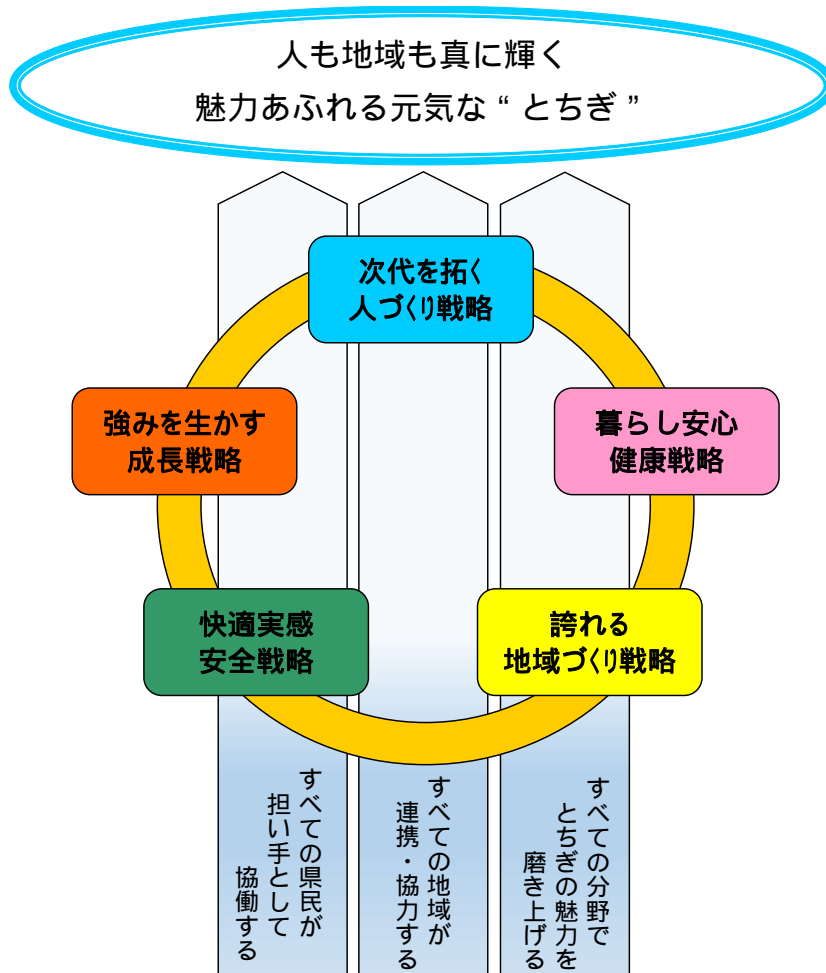 人も地域も真に輝く
魅力あふれる元気な“とちぎ”
次代を拓く
人づくり戦略
強みを生かす
成長戦略
暮らし安心
健康戦略
快適実感
安全戦略
誇れる
地域づくり戦略
すべての県民が
担い手として
協働する
すべての地域が
連携・協力する
すべての分野で
とちぎの魅力を
磨き上げる